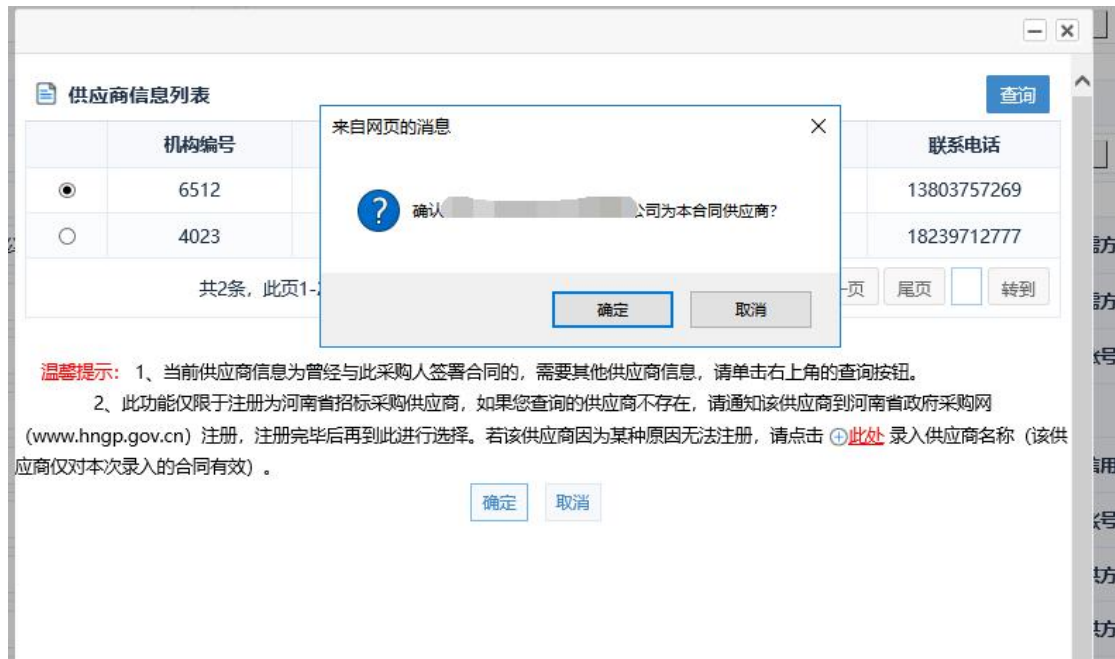 供应商信息列表
查询
机构编号
联系电话
6512
13803757269
4023
18239712777
共2条，此页1-
页
尾页
转到
来自网页的消息
确认
公司为本合同供应商?
确定
取消
温馨提示： 1、当前供应商信息为曾经与此采购人签署合同的，需要其他供应商信息，请单击右上角的查询按钮。
2、此功能仅限于注册为河南省招标采购供应商，如果您查询的供应商不存在，请通知该供应商到河南省政府采购网
(www.hngp.gov.cn) 注册，注册完毕后再到此进行选择。若该供应商因为某种原因无法注册，请点击 此处 录入供应商名称（该供
应商仅对本次录入的合同有效）。
确定
取消
方
方
号
用
号
方
方